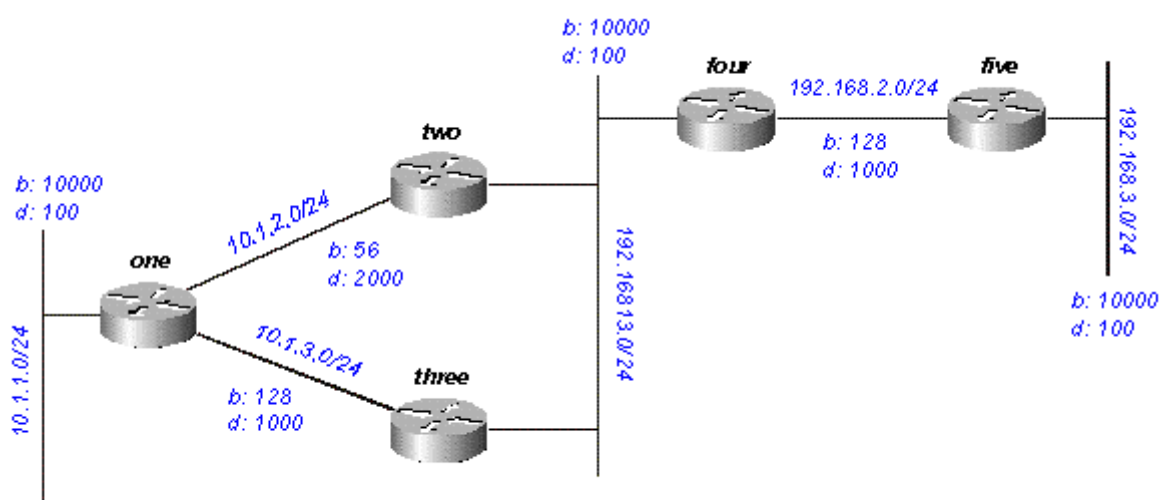 b: 10000
d: 100
four
192.168.2.0/24
five
b: 128
d: 1000
192.168.3.0/24
b: 10000
d: 100
two
b: 10000
d: 100
10.1.2.0/24
b: 56
d: 2000
one
10.1.1.0/24
10.1.3.0/24
b: 128
d: 1000
three
192.16813.0/24